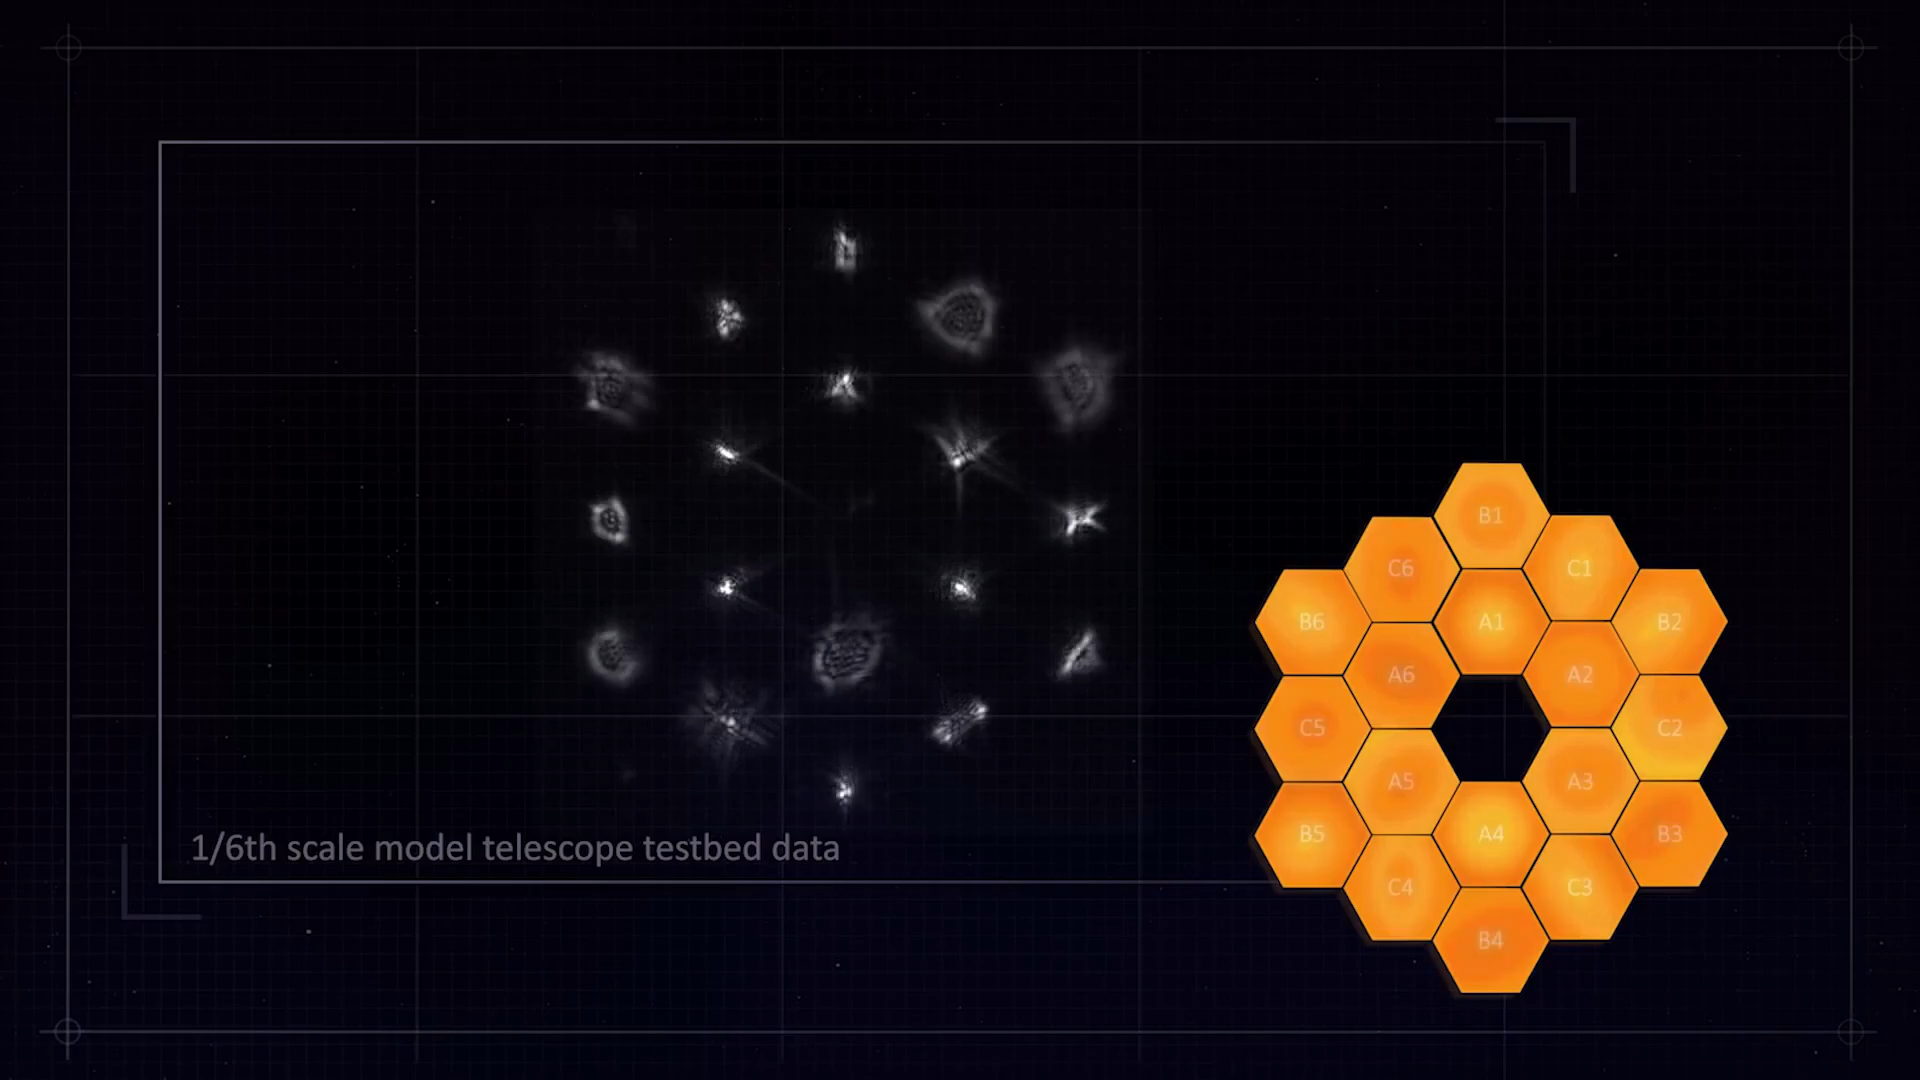 B1
C6 C1
B6 A1 B2
A6 A2
C5 C2
A5 A3
B5 A4 B3
C4 C3
B4
1/6th scale model telescope testbed data